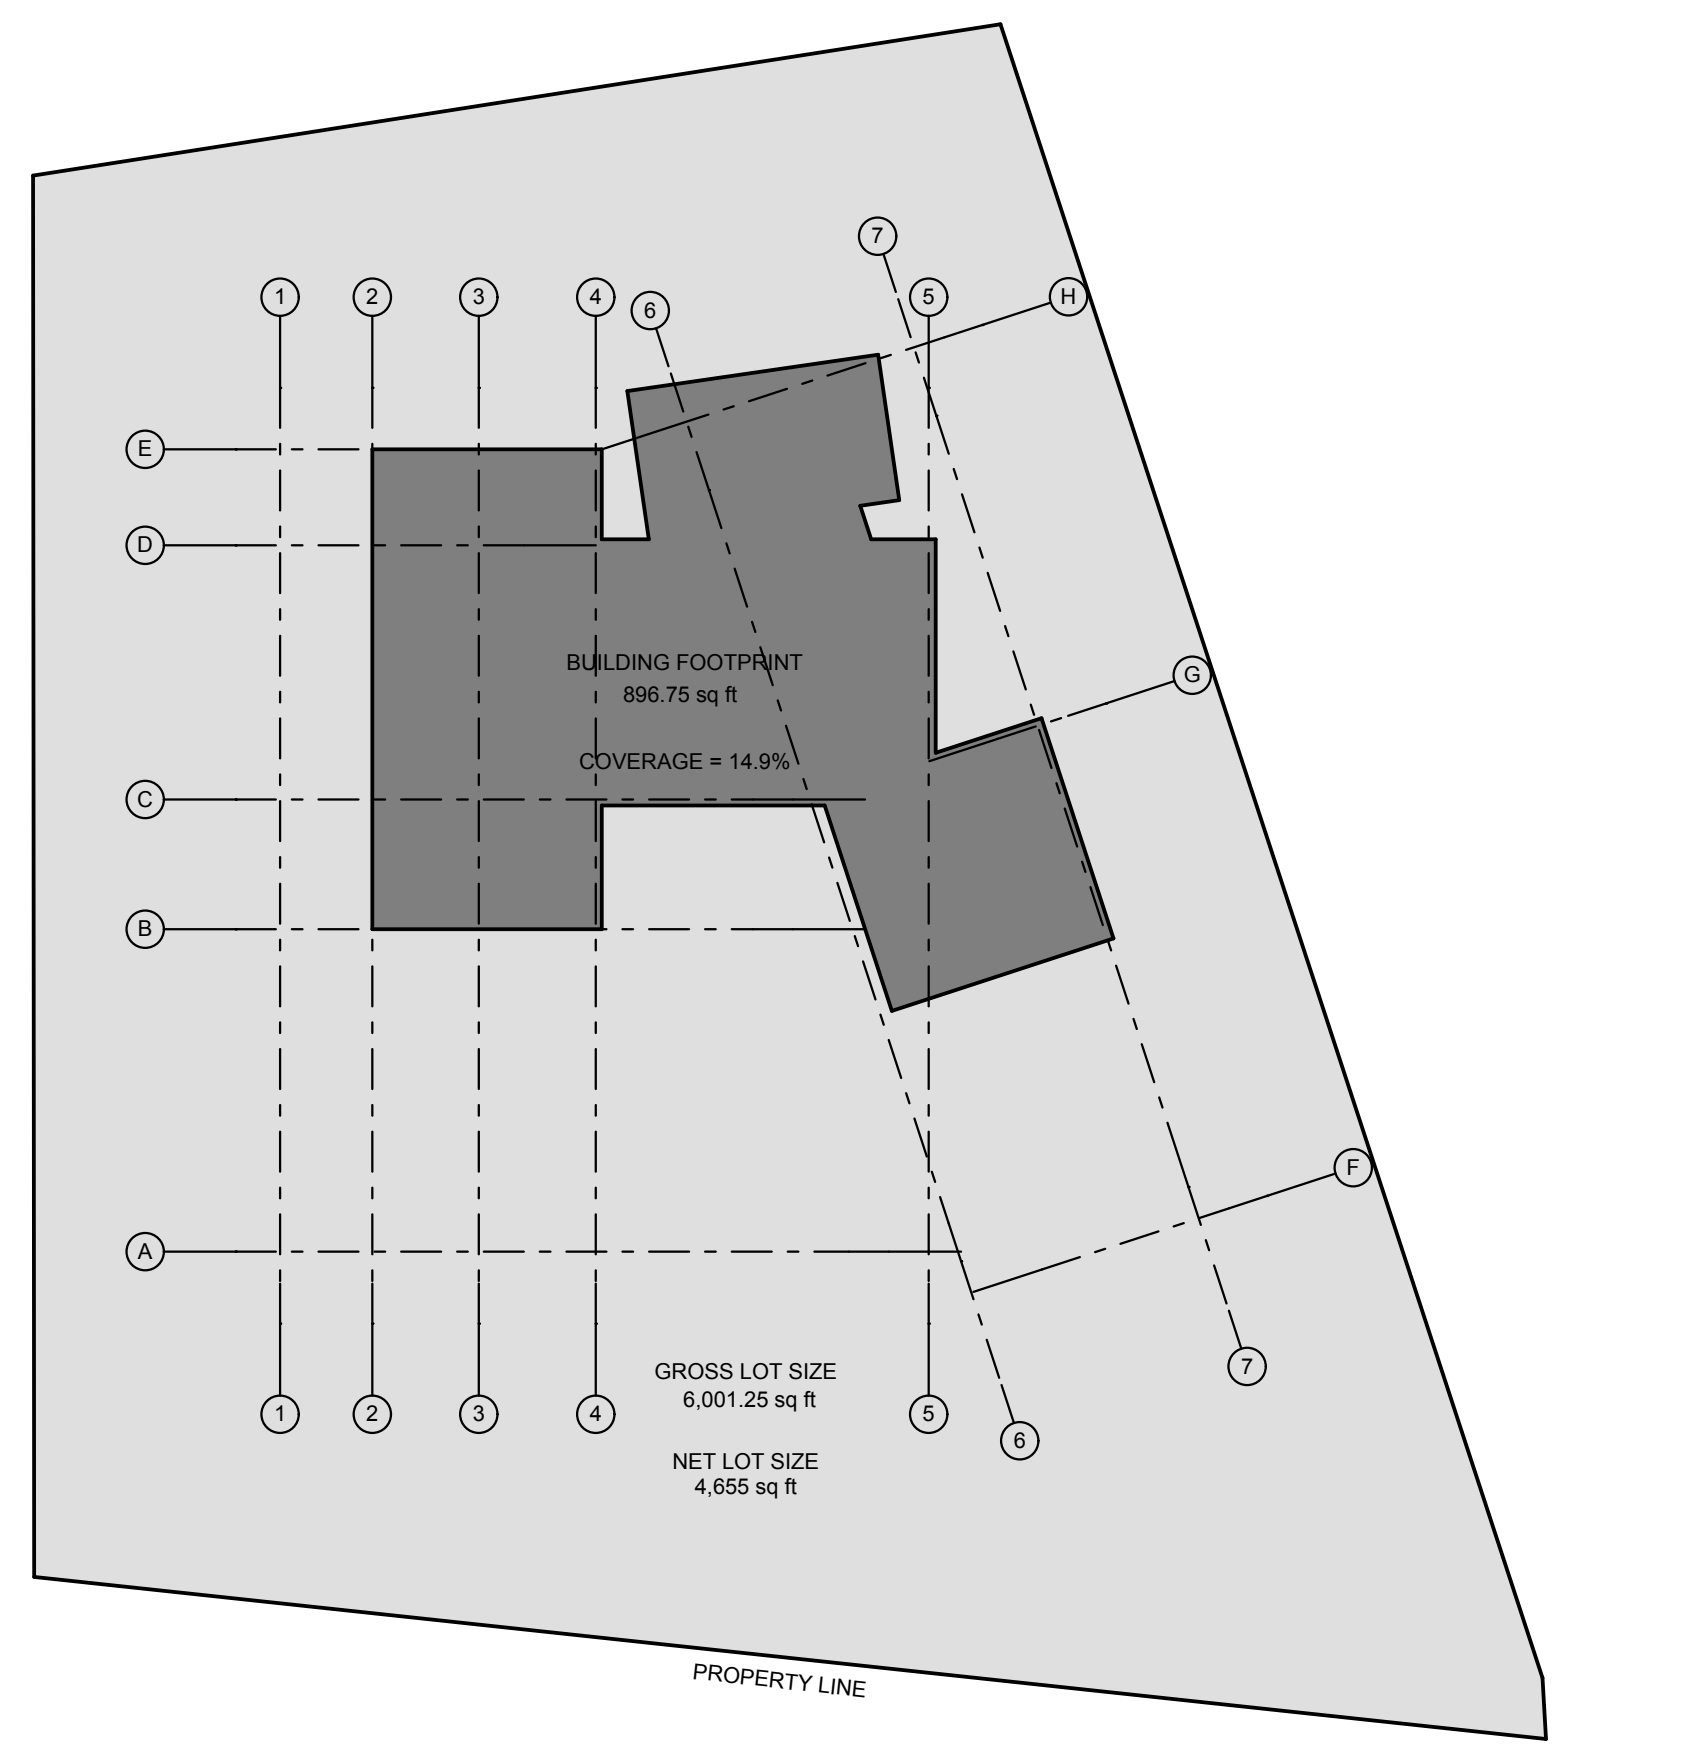 7
1
2
3
4
6
5
H
E
D
BUILDING FOOTPRINT
896.75 sq ft
G
COVERAGE = 14.9%
C
B
F
A
GROSS LOT SIZE
6,001.25 sq ft
7
1
2
3
4
5
6
NET LOT SIZE
4,655 sq ft
PROPERTY LINE